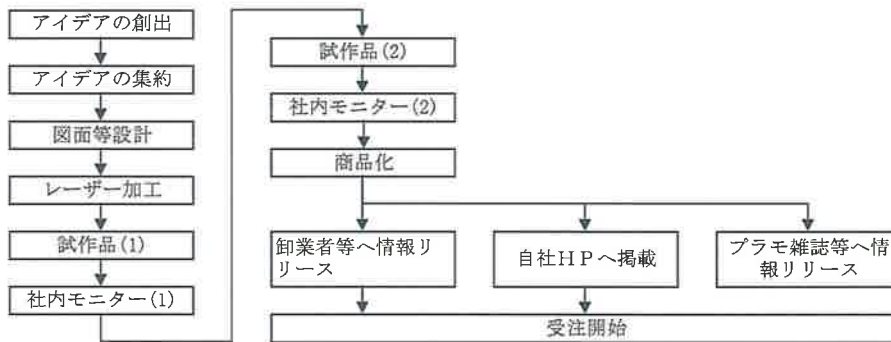 アイデアの創出
アイデアの集約
図面等設計
レーザー加工
試作品(1)
社内モニター(1)
試作品(2)
社内モニター(2)
商品化
卸業者等へ情報リ
リース
自社HPへ掲載
プラモ雑誌等へ情
報リリース
受注開始